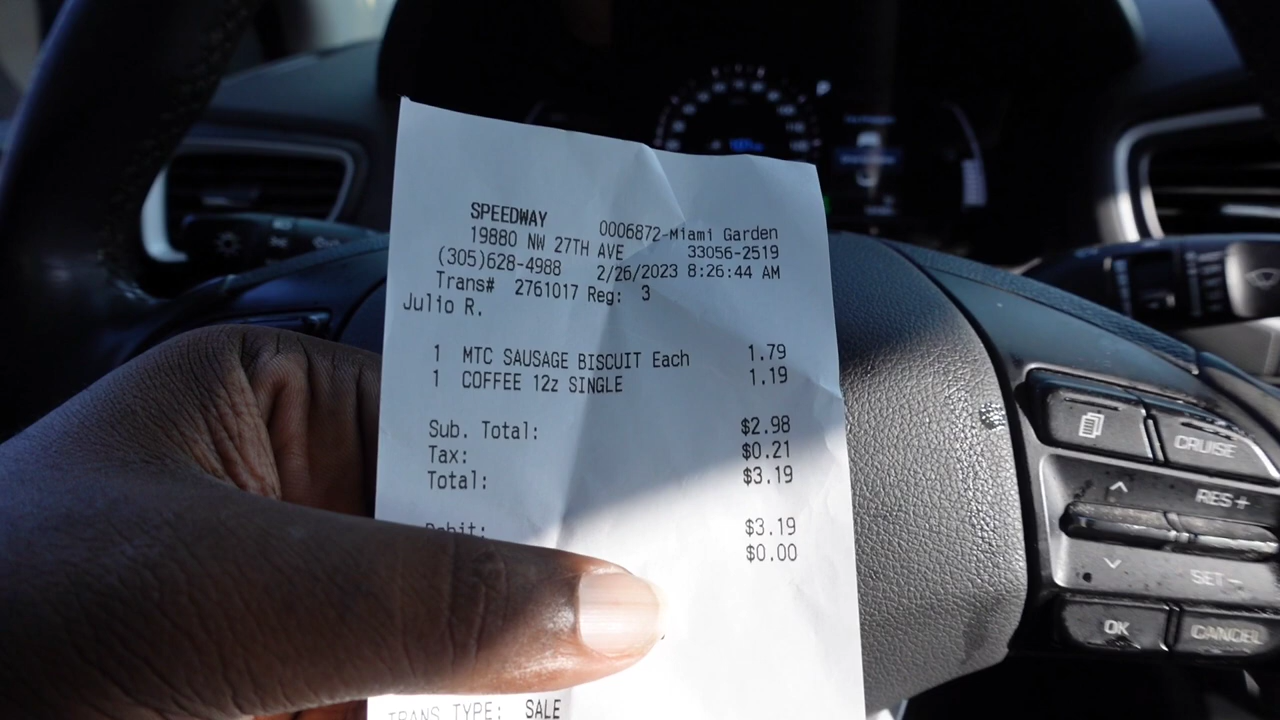 SPEEDWAY 0006872-Miami Garden
19880 NW 27TH AVE 33056-2519
(305)628-4988 2/26/2023 8:26:44 AM
Trans# 2761017 Reg: 3
Julio R.
1 MTC SAUSAGE BISCUIT Each 1.79
1 COFFEE 12z SINGLE 1.19
Sub. Total: $2.98
Tax: $0.21
Total: $3.19
Debit: $3.19
$0.00
TRANS TYPE: SALE
CRUISE
RES+
SET-
OK
CANCEL